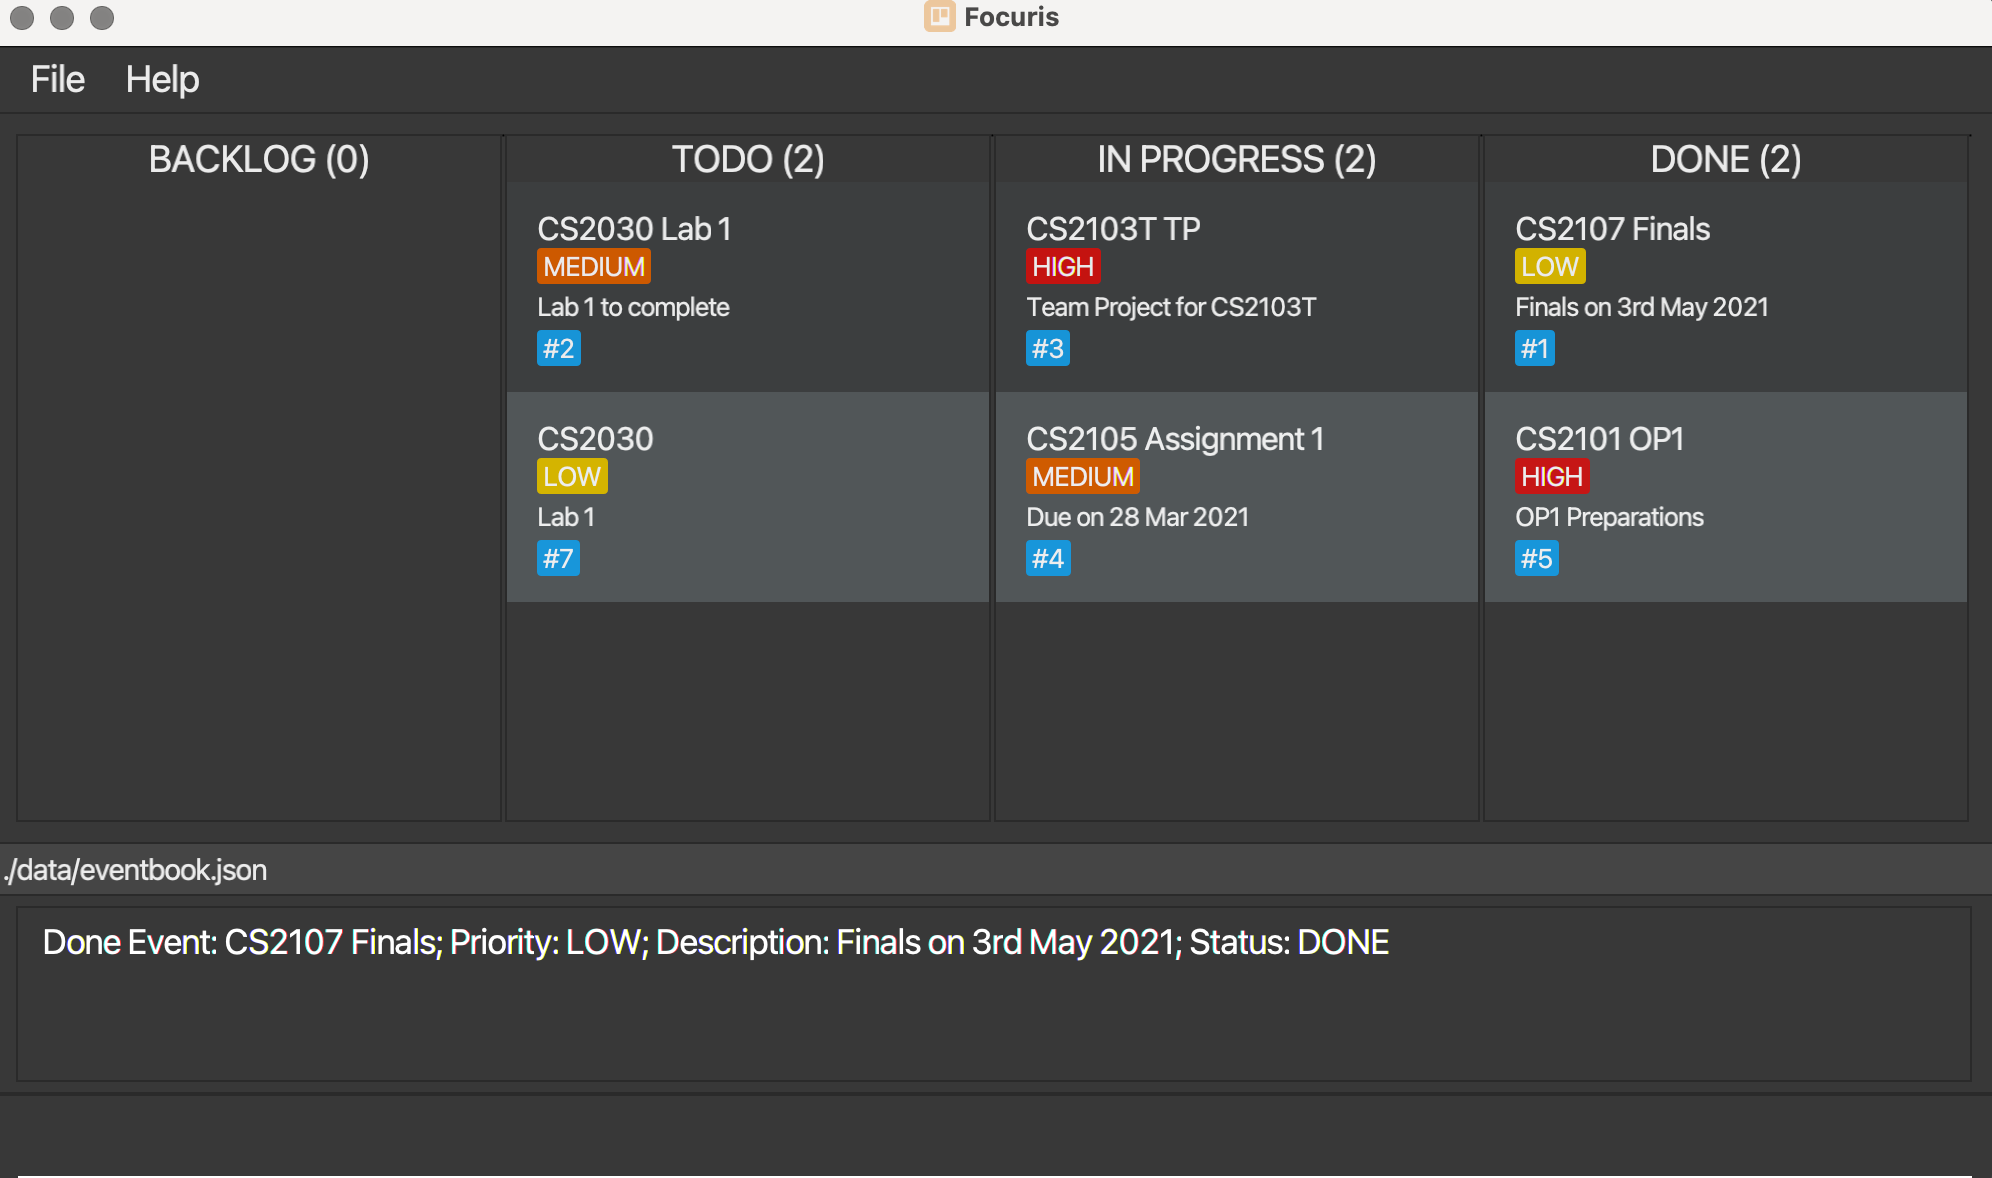 Focuris
File Help
BACKLOG (0)
TODO (2)
CS2030 Lab 1
MEDIUM
Lab 1 to complete
#2
CS2030
LOW
Lab 1
#7
IN PROGRESS (2)
CS2103T TP
HIGH
Team Project for CS2103T
#3
CS2105 Assignment 1
MEDIUM
Due on 28 Mar 2021
#4
DONE (2)
CS2107 Finals
LOW
Finals on 3rd May 2021
#1
CS2101 OP1
HIGH
OP1 Preparations
#5
./data/eventbook.json
Done Event: CS2107 Finals; Priority: LOW; Description: Finals on 3rd May 2021; Status: DONE